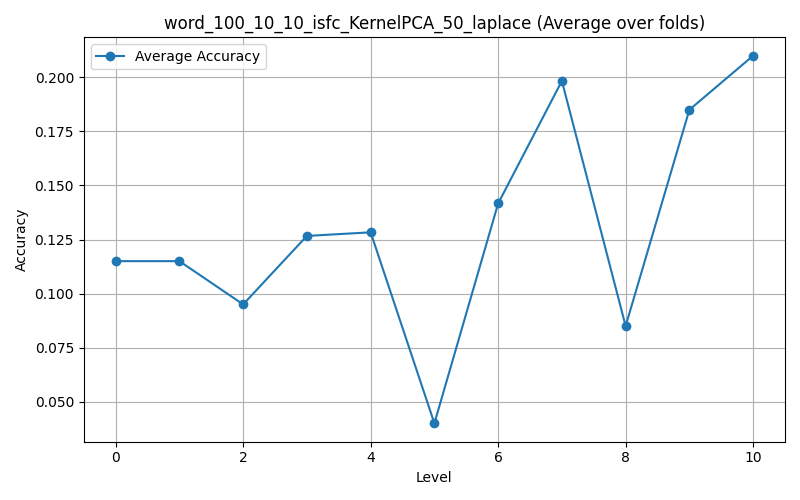 word_100_10_10_isfc_KernelPCA_50_laplace (Average over folds)
Average Accuracy
0.200
0.175
0.150
0.125
0.100
0.075
0.050
Accuracy
0 2 4 6 8 10
Level